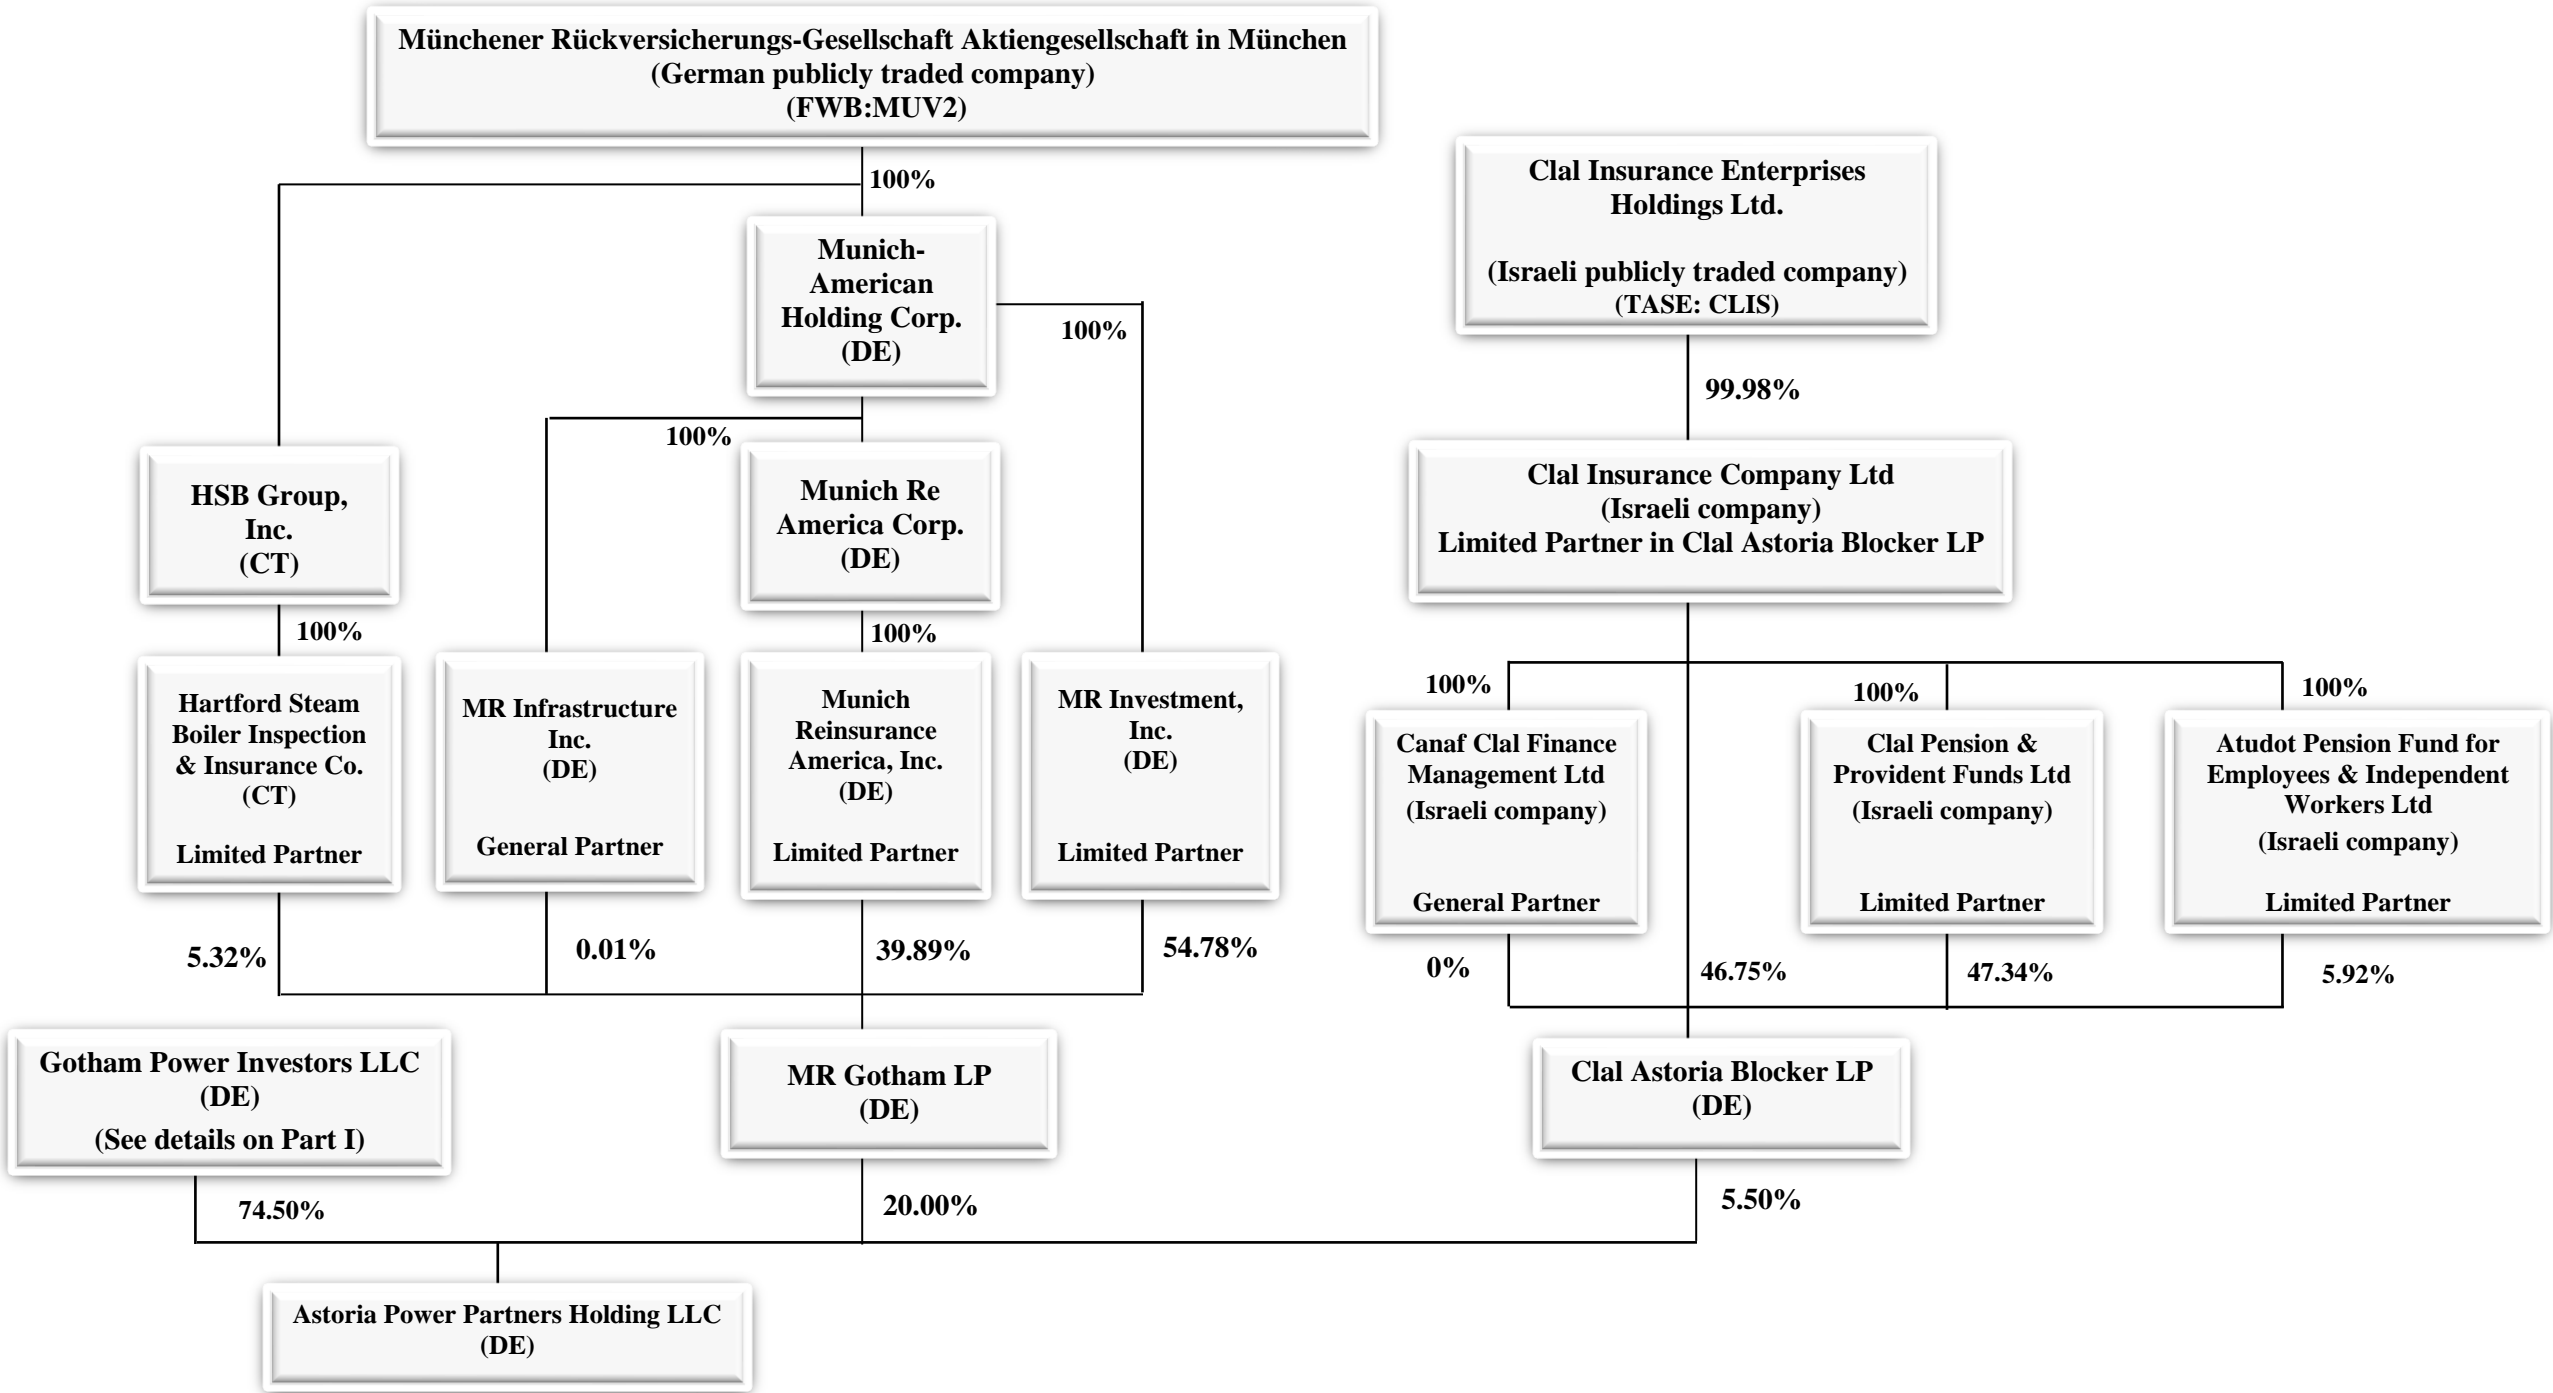 Münchener Rückversicherungs-Gesellschaft Aktiengesellschaft in München
(German publicly traded company)
(FWB:MUV2)
100%
Clal Insurance Enterprises
Holdings Ltd.
(Israeli publicly traded company)
(TASE: CLIS)
Munich-
American
Holding Corp.
(DE)
100%
99.98%
100%
HSB Group,
Inc.
(CT)
Munich Re
America Corp.
(DE)
Clal Insurance Company Ltd
(Israeli company)
Limited Partner in Clal Astoria Blocker LP
100%
100%
Hartford Steam
Boiler Inspection
& Insurance Co.
(CT)
Limited Partner
MR Infrastructure
Inc.
(DE)
General Partner
Munich
Reinsurance
America, Inc.
(DE)
Limited Partner
MR Investment,
Inc.
(DE)
Limited Partner
100%
100%
100%
Canaf Clal Finance
Management Ltd
(Israeli company)
General Partner
Clal Pension &
Provident Funds Ltd
(Israeli company)
Limited Partner
Atudot Pension Fund for
Employees & Independent
Workers Ltd
(Israeli company)
Limited Partner
5.32%
0.01%
39.89%
54.78%
0%
46.75%
47.34%
5.92%
Gotham Power Investors LLC
(DE)
(See details on Part I)
MR Gotham LP
(DE)
Clal Astoria Blocker LP
(DE)
74.50%
20.00%
5.50%
Astoria Power Partners Holding LLC
(DE)